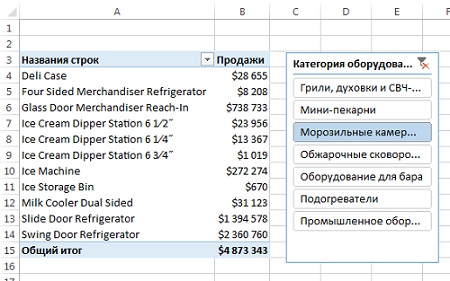 A B C D E F
1
2
3 Названия строк Продажи
4 Deli Case $28 655
5 Four Sided Merchandiser Refrigerator $8 208
6 Glass Door Merchandiser Reach-In $738 733
7 Ice Cream Dipper Station 6 1⁄2˝ $23 956
8 Ice Cream Dipper Station 6 1⁄4˝ $13 367
9 Ice Cream Dipper Station 6 3⁄4˝ $1 019
10 Ice Machine $272 274
11 Ice Storage Bin $670
12 Milk Cooler Dual Sided $31 123
13 Slide Door Refrigerator $1 394 578
14 Swing Door Refrigerator $2 360 760
15 Общий итог $4 873 343
16
Категория оборудова...
Грили, духовки и СВЧ-...
Мини-пекарни
Морозильные камер...
Обжарочные сковоро...
Оборудование для бара
Подогреватели
Промышленное обор...